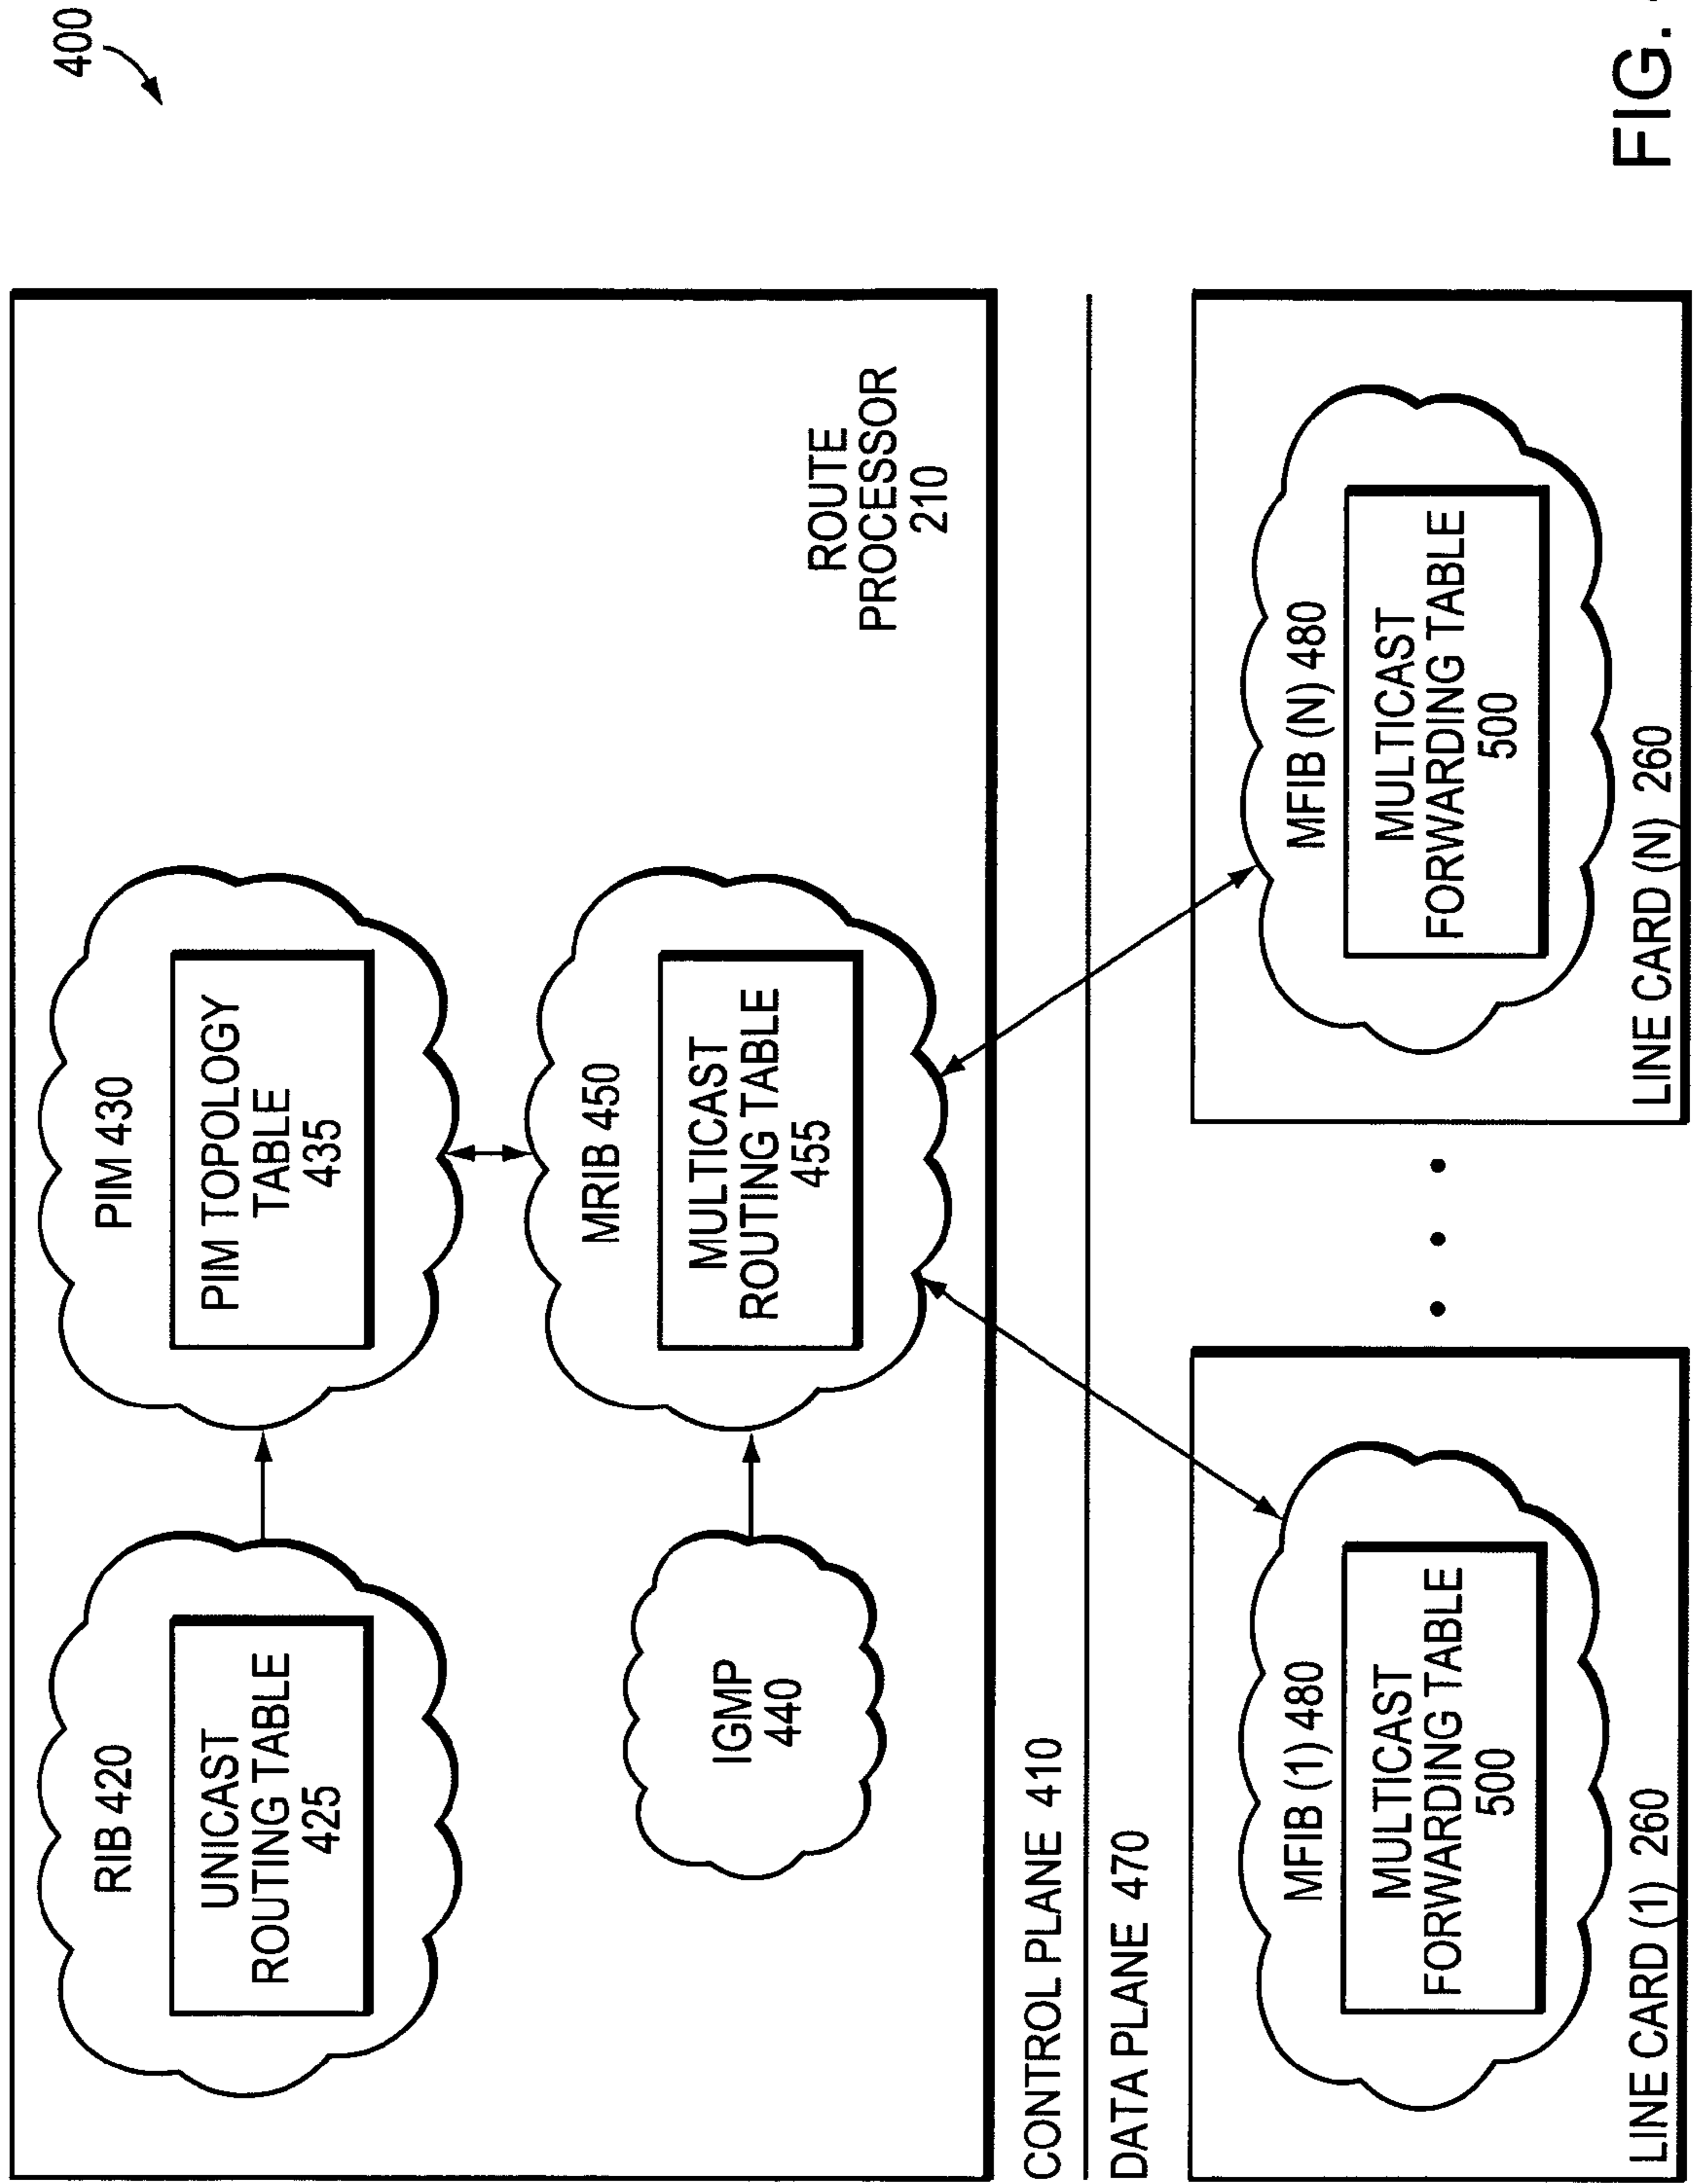 400
RIB 420
UNICAST
ROUTING TABLE
425
PIM 430
PIM TOPOLOGY
TABLE
435
IGMP
440
MRIB 450
MULTICAST
ROUTING TABLE
455
ROUTE
PROCESSOR
210
CONTROL PLANE 410
DATA PLANE 470
MFIB (1) 480
MULTICAST
FORWARDING TABLE
500
LINE CARD (1) 260
MFIB (N) 480
MULTICAST
FORWARDING TABLE
500
LINE CARD (N) 260
FIG.